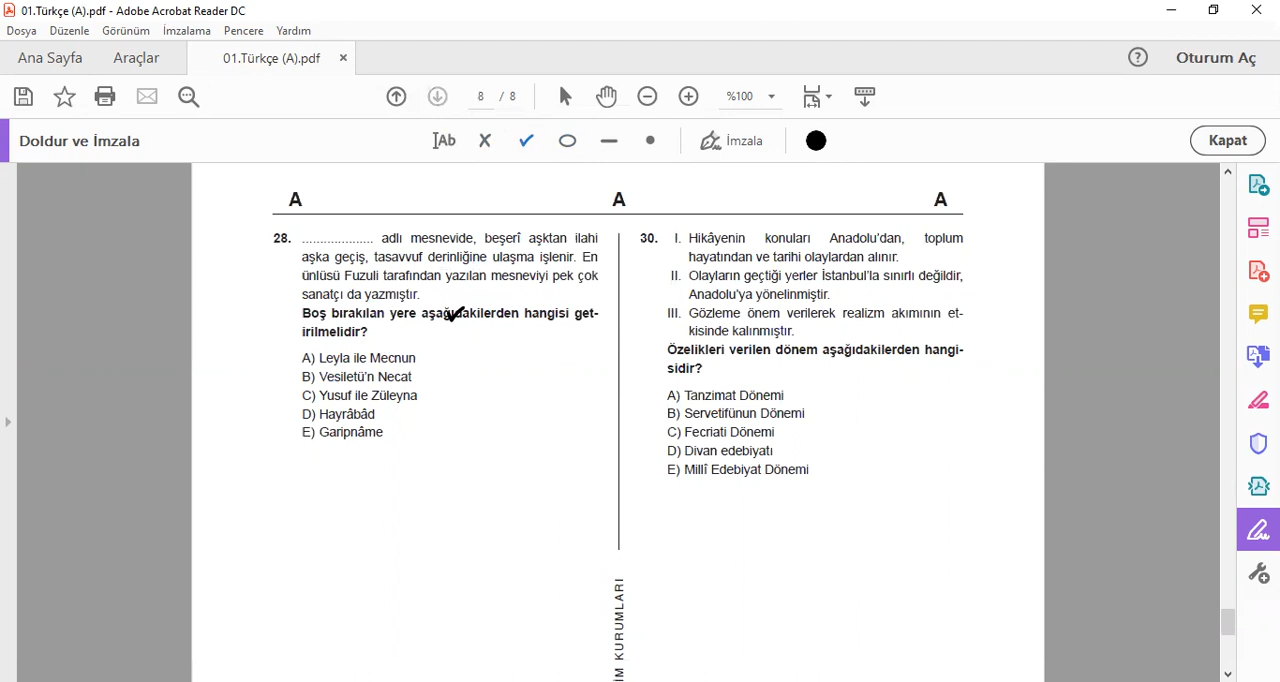 01.Türkçe (A).pdf - Adobe Acrobat Reader DC
Dosya Düzenle Görünüm İmzalama Pencere Yardım
Ana Sayfa Araçlar 01.Türkçe (A).pdf × Oturum Aç
8 / 8 %100
Doldur ve İmzala Ab İmzala Kapat
A A A
28. .................... adlı mesnevide, beşerî aşktan ilahi
aşka geçiş, tasavvuf derinliğine ulaşma işlenir. En
ünlüsü Fuzuli tarafından yazılan mesneviyi pek çok
sanatçı da yazmıştır.
Boş bırakılan yere aşağıdakilerden hangisi get-
irilmelidir?
A) Leyla ile Mecnun
B) Vesiletü’n Necat
C) Yusuf ile Züleyna
D) Hayrâbâd
E) Garipnâme
30. I. Hikâyenin konuları Anadolu’dan, toplum
hayatından ve tarihi olaylardan alınır.
II. Olayların geçtiği yerler İstanbul’la sınırlı değildir,
Anadolu’ya yönelinmiştir.
III. Gözleme önem verilerek realizm akımının et-
kisinde kalınmıştır.
Özelikleri verilen dönem aşağıdakilerden hangi-
sidir?
A) Tanzimat Dönemi
B) Servetifünun Dönemi
C) Fecriati Dönemi
D) Divan edebiyatı
E) Millî Edebiyat Dönemi
İM KURUMLARI